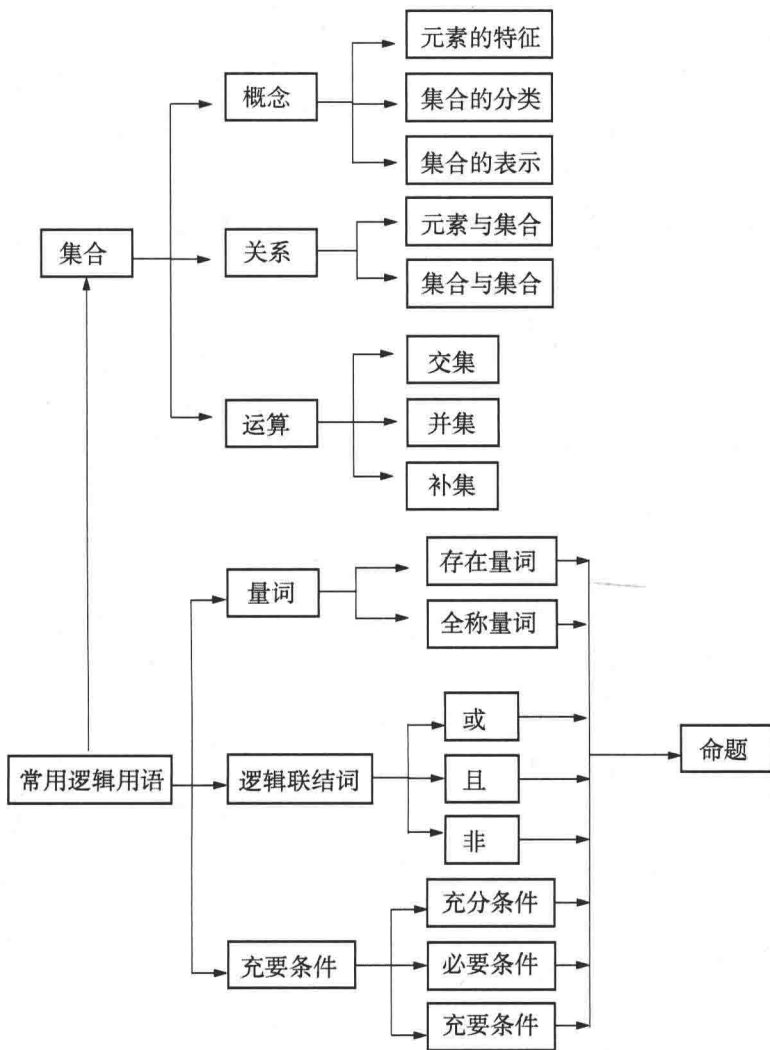 元素的特征
概念
集合的分类
集合的表示
元素与集合
集合
关系
集合与集合
交集
运算
并集
补集
存在量词
量词
全称量词
或
命题
常用逻辑用语
逻辑联结词
且
非
充分条件
充要条件
必要条件
充要条件